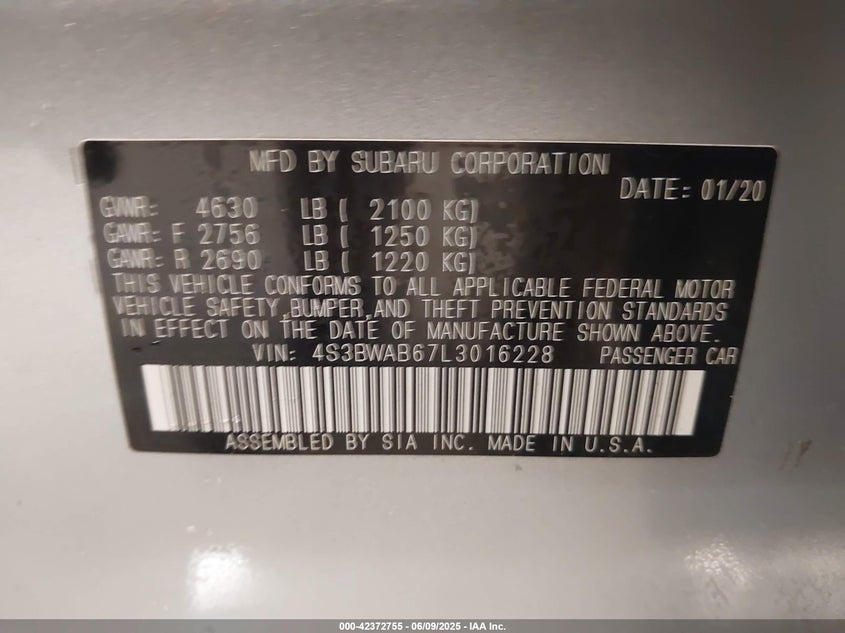 MFD BY SUBARU CORPORATION
DATE: 01/20
GVWR: 4630 LB ( 2100 KG)
GAWR: F 2756 LB ( 1250 KG)
GAWR: R 2690 LB ( 1220 KG)
THIS VEHICLE CONFORMS TO ALL APPLICABLE FEDERAL MOTOR
VEHICLE SAFETY,BUMPER,AND THEFT PREVENTION STANDARDS
IN EFFECT ON THE DATE OF MANUFACTURE SHOWN ABOVE.
VIN: 4S3BWAB67L3016228 PASSENGER CAR
ASSEMBLED BY SIA INC. MADE IN U.S.A.
000-42372755 - 06/09/2025 - IAA Inc.